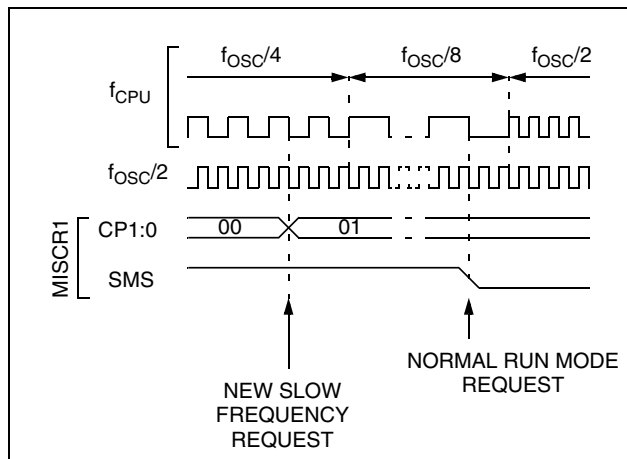 fOSC/4 fOSC/8 fOSC/2
fCPU
fOSC/2
MISCR1
CP1:0 00 01
SMS
NEW SLOW
FREQUENCY
REQUEST
NORMAL RUN MODE
REQUEST